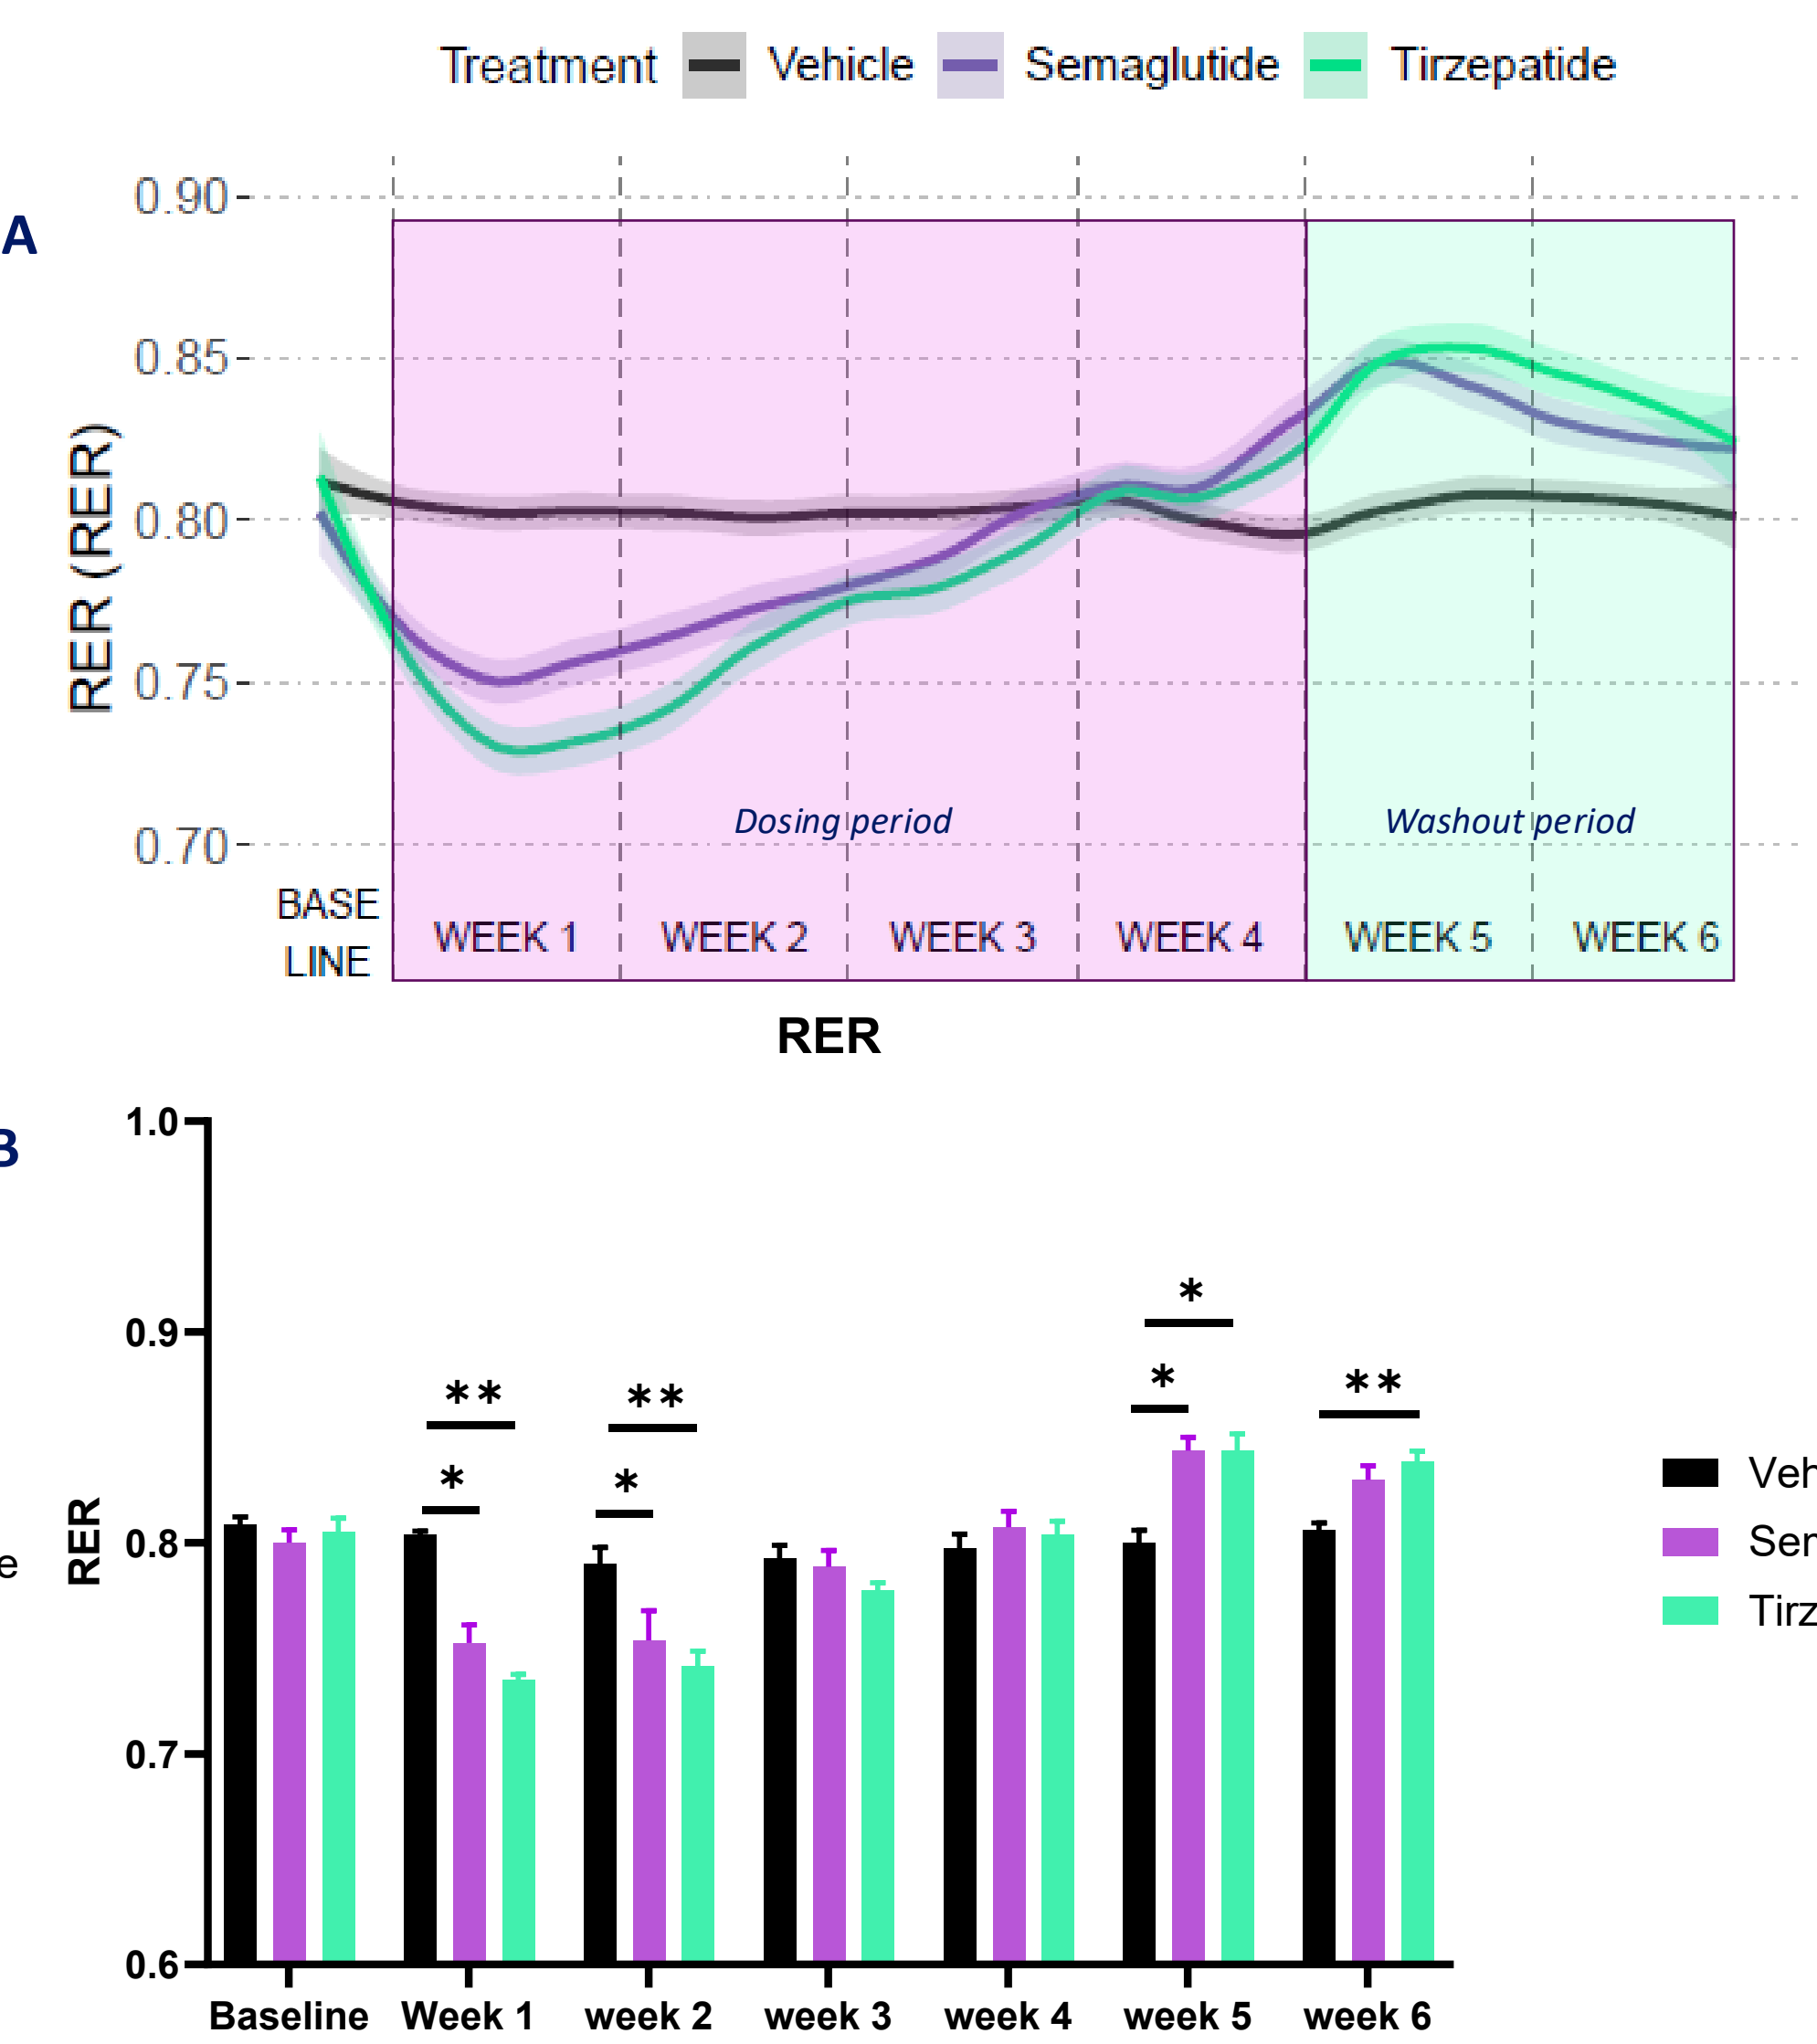 Treatment Vehicle Semaglutide Tirzepatide
A
0.90
0.85
0.80
0.75
0.70
RER (RER)
Dosing period Washout period
BASE
LINE
WEEK 1 WEEK 2 WEEK 3 WEEK 4 WEEK 5 WEEK 6
RER
B
1.0
0.9
0.8
0.7
0.6
RER
** ** * * * * **
e
Veh
Sem
Tirz
Baseline Week 1 week 2 week 3 week 4 week 5 week 6